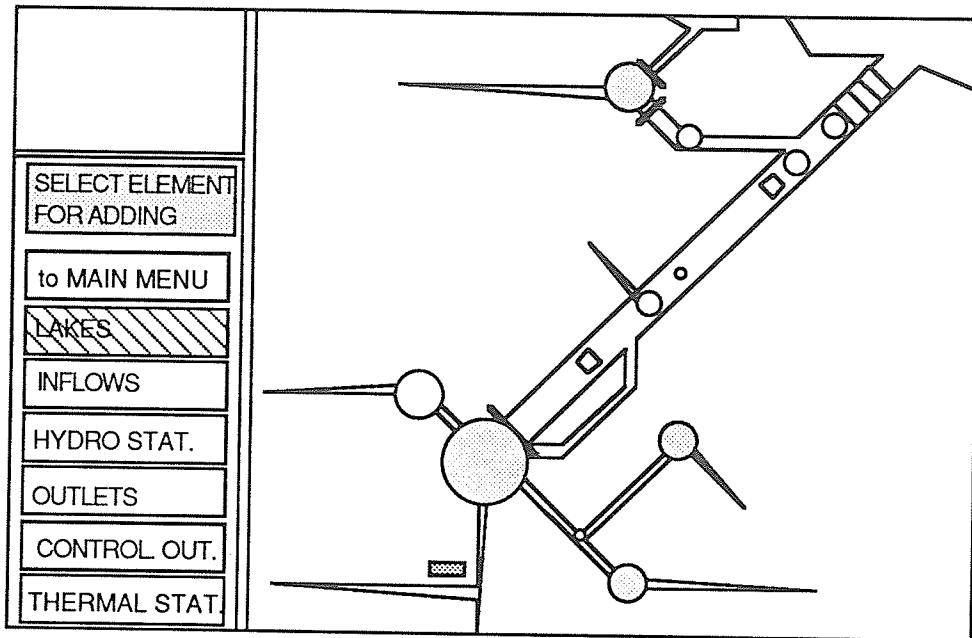 SELECT ELEMENT
FOR ADDING
to MAIN MENU
LAKES
INFLOWS
HYDRO STAT.
OUTLETS
CONTROL OUT.
THERMAL STAT.